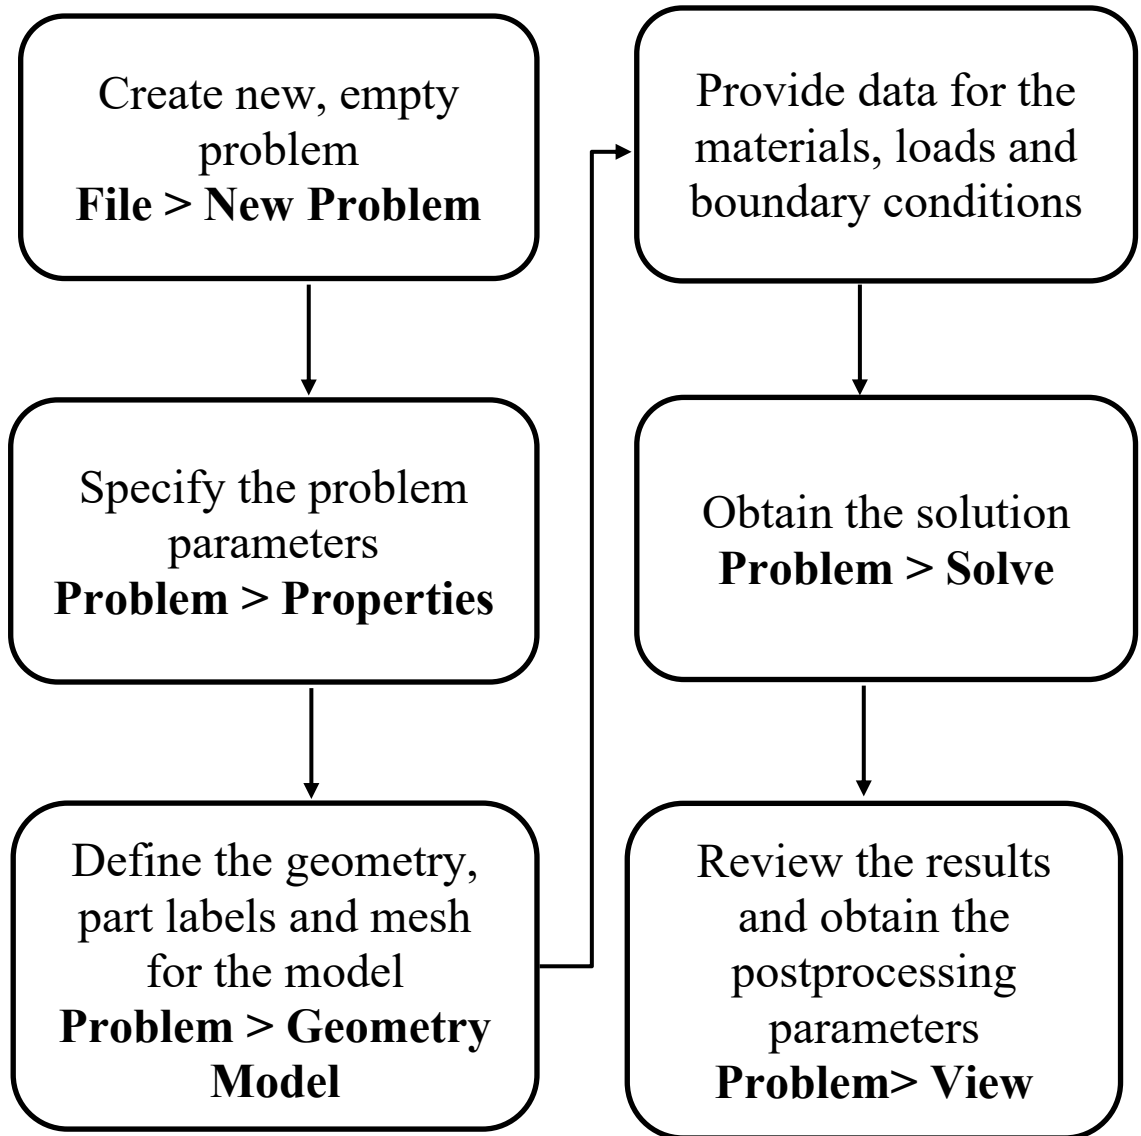 Create new, empty
problem
File > New Problem
Specify the problem
parameters
Problem > Properties
Define the geometry,
part labels and mesh
for the model
Problem > Geometry
Model
Provide data for the
materials, loads and
boundary conditions
Obtain the solution
Problem > Solve
Review the results
and obtain the
postprocessing
parameters
Problem> View